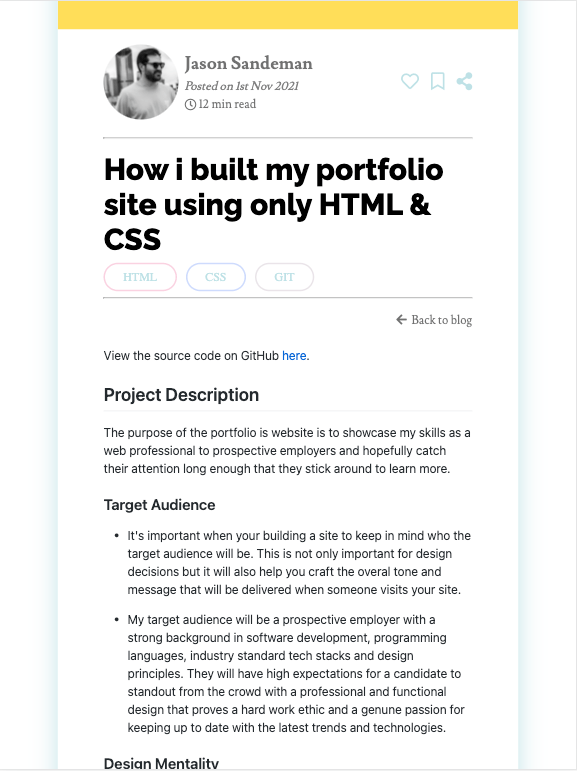 Jason Sandeman
Posted on 1st Nov 2021
12 min read
How i built my portfolio
site using only HTML &
CSS
HTML
CSS
GIT
Back to blog
View the source code on GitHub here.
Project Description
The purpose of the portfolio is website is to showcase my skills as a
web professional to prospective employers and hopefully catch
their attention long enough that they stick around to learn more.
Target Audience
• It's important when your building a site to keep in mind who the
target audience will be. This is not only important for design
decisions but it will also help you craft the overal tone and
message that will be delivered when someone visits your site.
• My target audience will be a prospective employer with a
strong background in software development, programming
languages, industry standard tech stacks and design
principles. They will have high expectations for a candidate to
standout from the crowd with a professional and functional
design that proves a hard work ethic and a genune passion for
keeping up to date with the latest trends and technologies.
Design Mentality